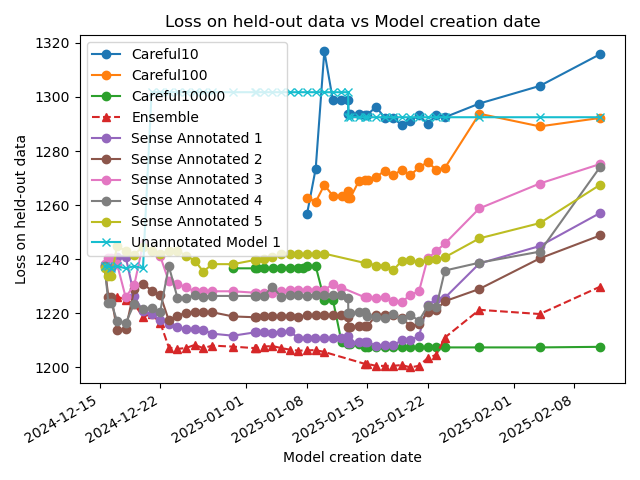 Loss on held-out data vs Model creation date
Loss on held-out data
1320
1300
1280
1260
1240
1220
1200
Careful10
Careful100
Careful10000
Ensemble
Sense Annotated 1
Sense Annotated 2
Sense Annotated 3
Sense Annotated 4
Sense Annotated 5
Unannotated Model 1
2024-12-15
2024-12-22
2025-01-01
2025-01-08
2025-01-15
2025-01-22
2025-02-01
2025-02-08
Model creation date